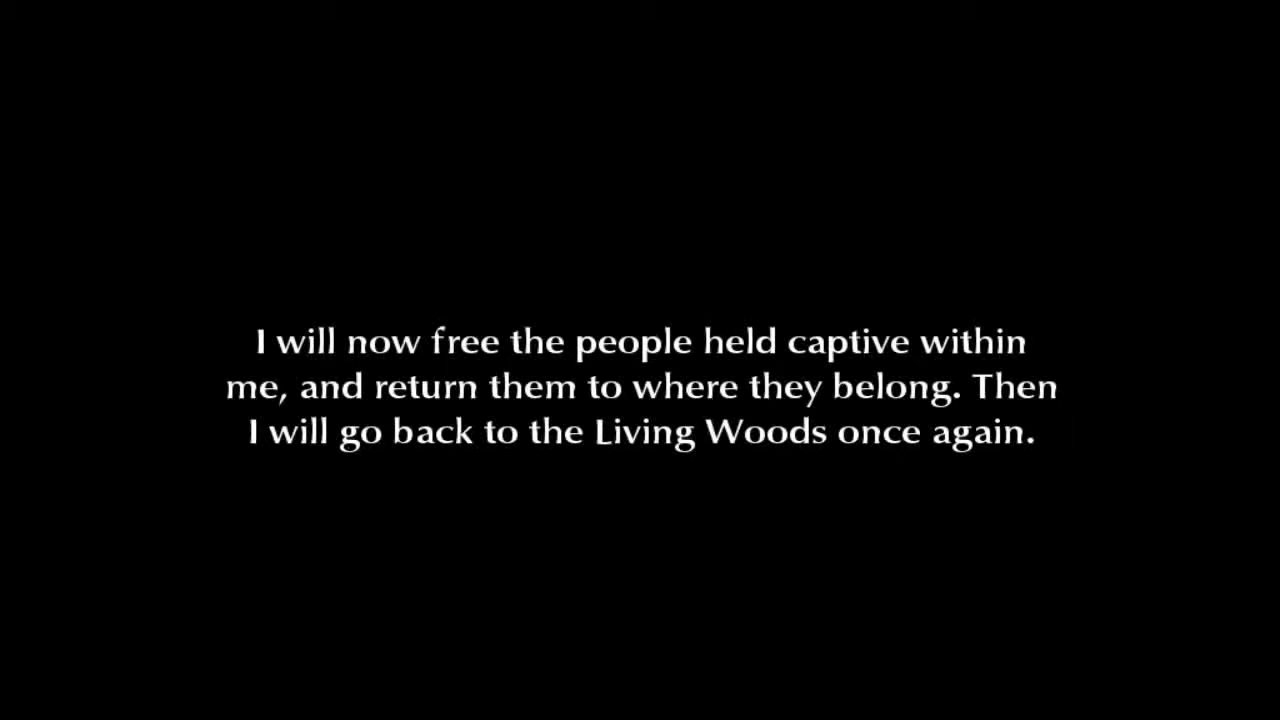 I will now free the people held captive within
me, and return them to where they belong. Then
I will go back to the Living Woods once again.